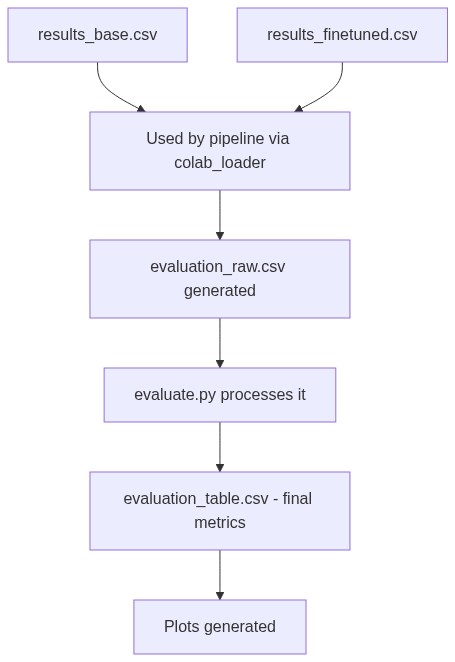 results_base.csv
results_finetuned.csv
Used by pipeline via
colab_loader
evaluation_raw.csv
generated
evaluate.py processes it
evaluation_table.csv - final
metrics
Plots generated